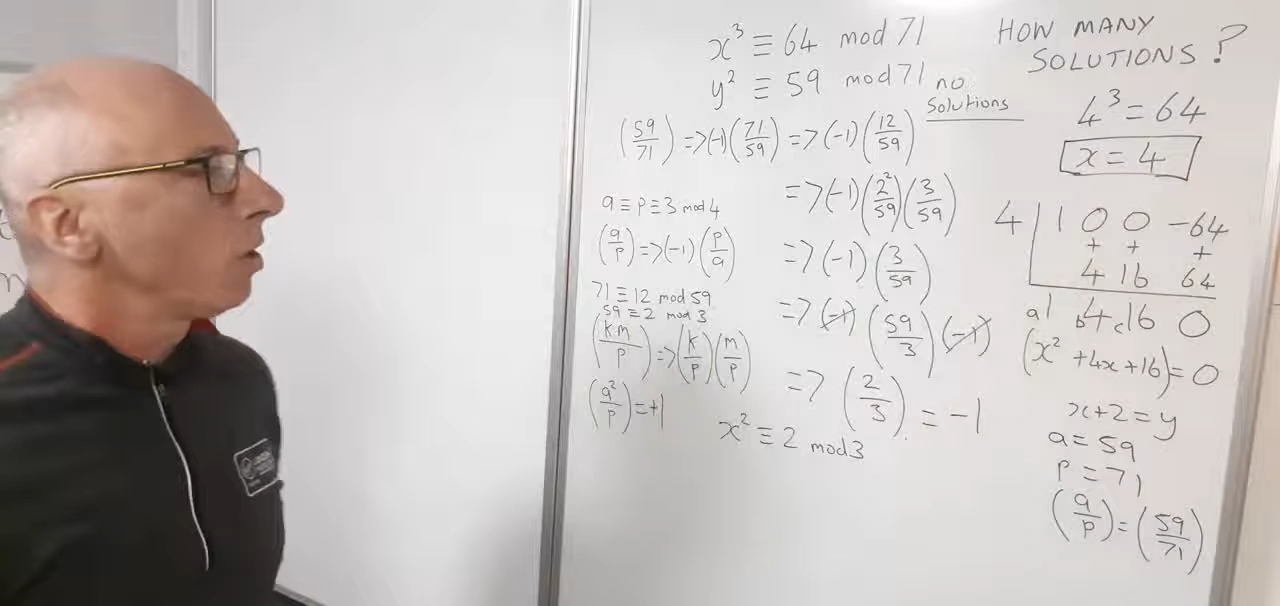 x³ ≡ 64 mod 71
y² ≡ 59 mod 71 no Solutions
(59/71) => (-1)(71/59) => (-1)(12/59)
=> (-1)(2²/59)(3/59)
q ≡ p ≡ 3 mod 4
(q/p) => (-1)(p/q)
=> (-1)(3/59)
71 ≡ 12 mod 59
59 ≡ 2 mod 3
=> (-1)(59/3)(-1)
(km/p) => (k/p)(m/p)
=> (2/3) = -1
(a²/p) = +1
x² ≡ 2 mod 3
HOW MANY
SOLUTIONS?
4³ = 64
x = 4
4 | 1 0 0 -64
+ + +
4 16 64
a1 b4 c16 0
(x² + 4x + 16) = 0
x+2 = y
a = 59
p = 71
(a/p) = (59/71)